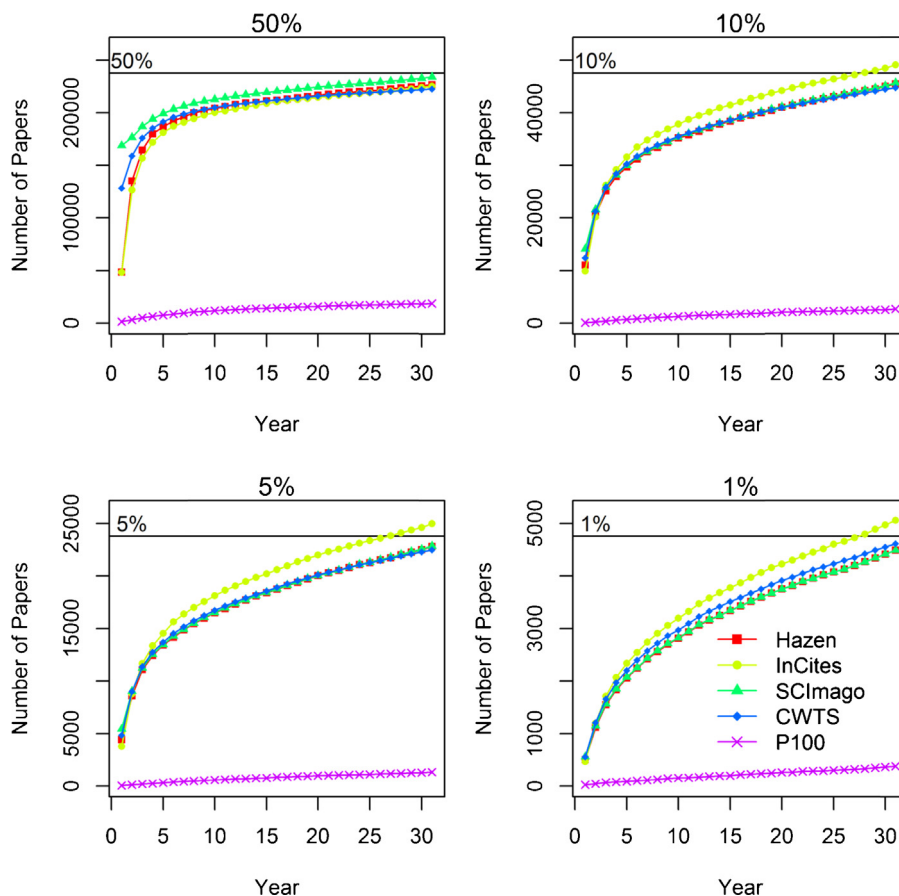 50%
10%
50%
10%
Number of Papers
200000
100000
0
Number of Papers
40000
20000
0
0 5 10 15 20 25 30
0 5 10 15 20 25 30
Year
Year
5%
1%
5%
1%
Number of Papers
25000
15000
5000
0
Number of Papers
5000
3000
1000
0
Hazen
InCites
SCImago
CWTS
P100
0 5 10 15 20 25 30
0 5 10 15 20 25 30
Year
Year